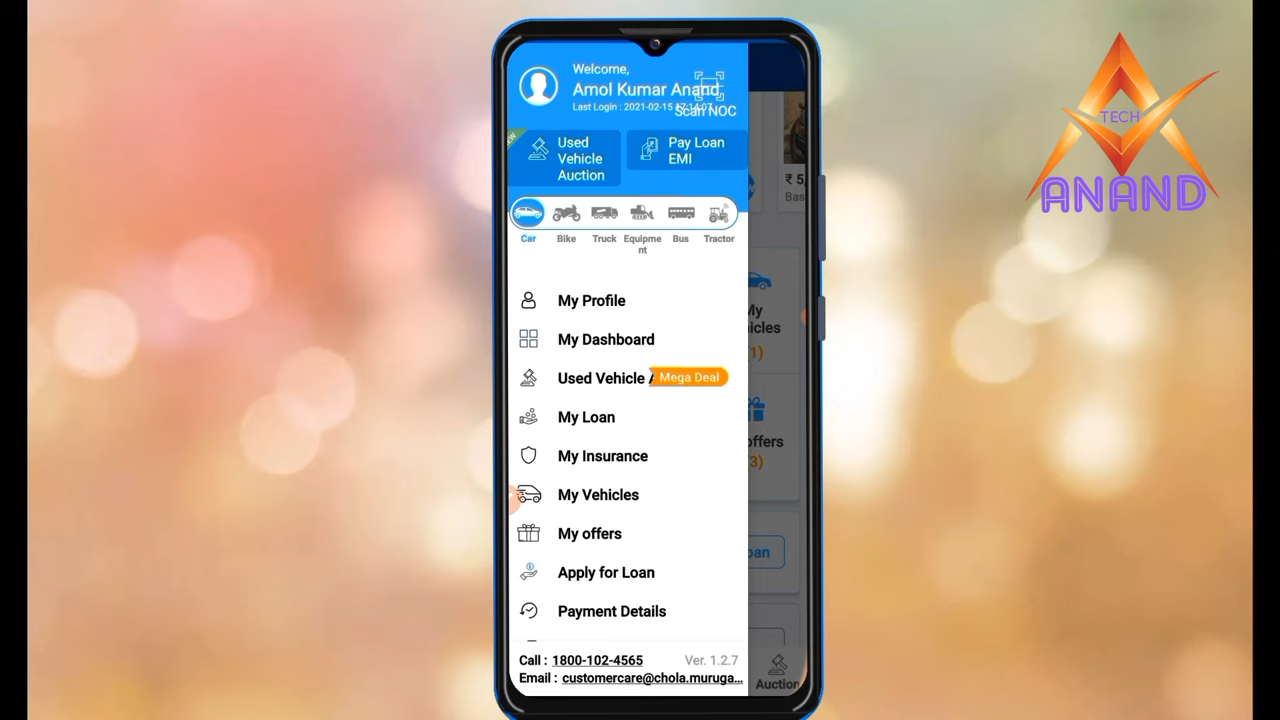 Welcome,
Amol Kumar Anand
Last Login : 2021-02-15
Scan NOC
Used
Vehicle
Auction
Pay Loan
EMI
Car
Bike
Truck
Equipme
nt
Bus
Tractor
My Profile
My Dashboard
Used Vehicle A
Mega Deal
My Loan
My Insurance
My Vehicles
My offers
Apply for Loan
Payment Details
Call : 1800-102-4565
Ver. 1.2.7
Email : customercare@chola.muruga...
₹ 5,
Bas
My
icles
(1)
offers
(3)
oan
Auction
TECH
ANAND